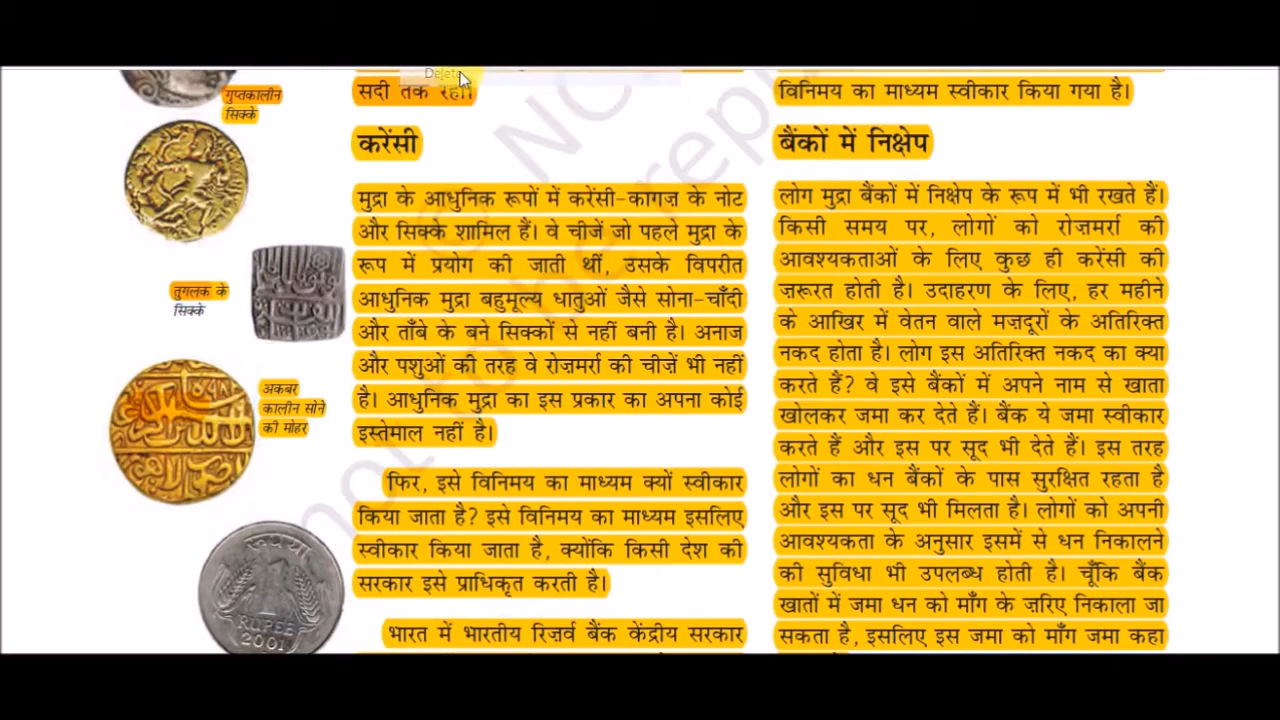 Delete
गुप्तकालीन
सिक्के
तुगलक के
सिक्के
अकबर
कालीन सोने
की मोहर
रूपया
1
RUPEE
2001
सदी तक रहा।
करेंसी
मुद्रा के आधुनिक रूपों में करेंसी-कागज़ के नोट
और सिक्के शामिल हैं। वे चीजें जो पहले मुद्रा के
रूप में प्रयोग की जाती थीं, उसके विपरीत
आधुनिक मुद्रा बहुमूल्य धातुओं जैसे सोना-चाँदी
और ताँबे के बने सिक्कों से नहीं बनी है। अनाज
और पशुओं की तरह वे रोज़मर्रा की चीज़ें भी नहीं
है। आधुनिक मुद्रा का इस प्रकार का अपना कोई
इस्तेमाल नहीं है।
फिर, इसे विनिमय का माध्यम क्यों स्वीकार
किया जाता है? इसे विनिमय का माध्यम इसलिए
स्वीकार किया जाता है, क्योंकि किसी देश की
सरकार इसे प्राधिकृत करती है।
भारत में भारतीय रिज़र्व बैंक केंद्रीय सरकार
विनिमय का माध्यम स्वीकार किया गया है।
बैंकों में निक्षेप
लोग मुद्रा बैंकों में निक्षेप के रूप में भी रखते हैं।
किसी समय पर, लोगों को रोज़मर्रा की
आवश्यकताओं के लिए कुछ ही करेंसी की
ज़रूरत होती है। उदाहरण के लिए, हर महीने
के आखिर में वेतन वाले मज़दूरों के अतिरिक्त
नकद होता है। लोग इस अतिरिक्त नकद का क्या
करते हैं? वे इसे बैंकों में अपने नाम से खाता
खोलकर जमा कर देते हैं। बैंक ये जमा स्वीकार
करते हैं और इस पर सूद भी देते हैं। इस तरह
लोगों का धन बैंकों के पास सुरक्षित रहता है
और इस पर सूद भी मिलता है। लोगों को अपनी
आवश्यकता के अनुसार इसमें से धन निकालने
की सुविधा भी उपलब्ध होती है। चूँकि बैंक
खातों में जमा धन को माँग के ज़रिए निकाला जा
सकता है, इसलिए इस जमा को माँग जमा कहा